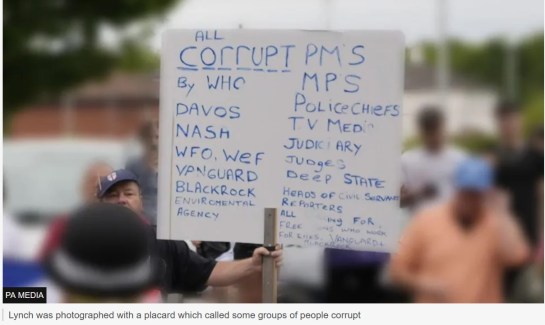 ALL
CORRUPT PM'S
By WHO
DAVOS
NASH
WFO. WEF
VANGUARD
BLACKROCK
ENVIROMENTAL
AGENCY
MPS
POLICE CHIEFS
TV MEDI
JUDICIARY
JUDGES
DEEP STATE
HEADS OF CIVIL SERVANTS
REPORTERS
ALL FOR
PA MEDIA
Lynch was photographed with a placard which called some groups of people corrupt